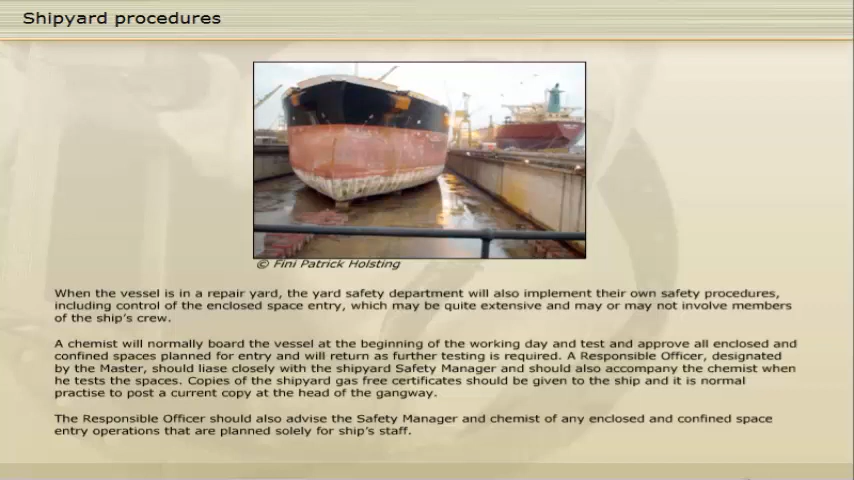 Shipyard procedures
© Fini Patrick Holsting
When the vessel is in a repair yard, the yard safety department will also implement their own safety procedures,
including control of the enclosed space entry, which may be quite extensive and may or may not involve members
of the ship's crew.
A chemist will normally board the vessel at the beginning of the working day and test and approve all enclosed and
confined spaces planned for entry and will return as further testing is required. A Responsible Officer, designated
by the Master, should liase closely with the shipyard Safety Manager and should also accompany the chemist when
he tests the spaces. Copies of the shipyard gas free certificates should be given to the ship and it is normal
practise to post a current copy at the head of the gangway.
The Responsible Officer should also advise the Safety Manager and chemist of any enclosed and confined space
entry operations that are planned solely for ship's staff.